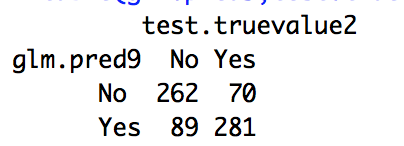 test.truevalue2
glm.pred9 No Yes
No 262 70
Yes 89 281